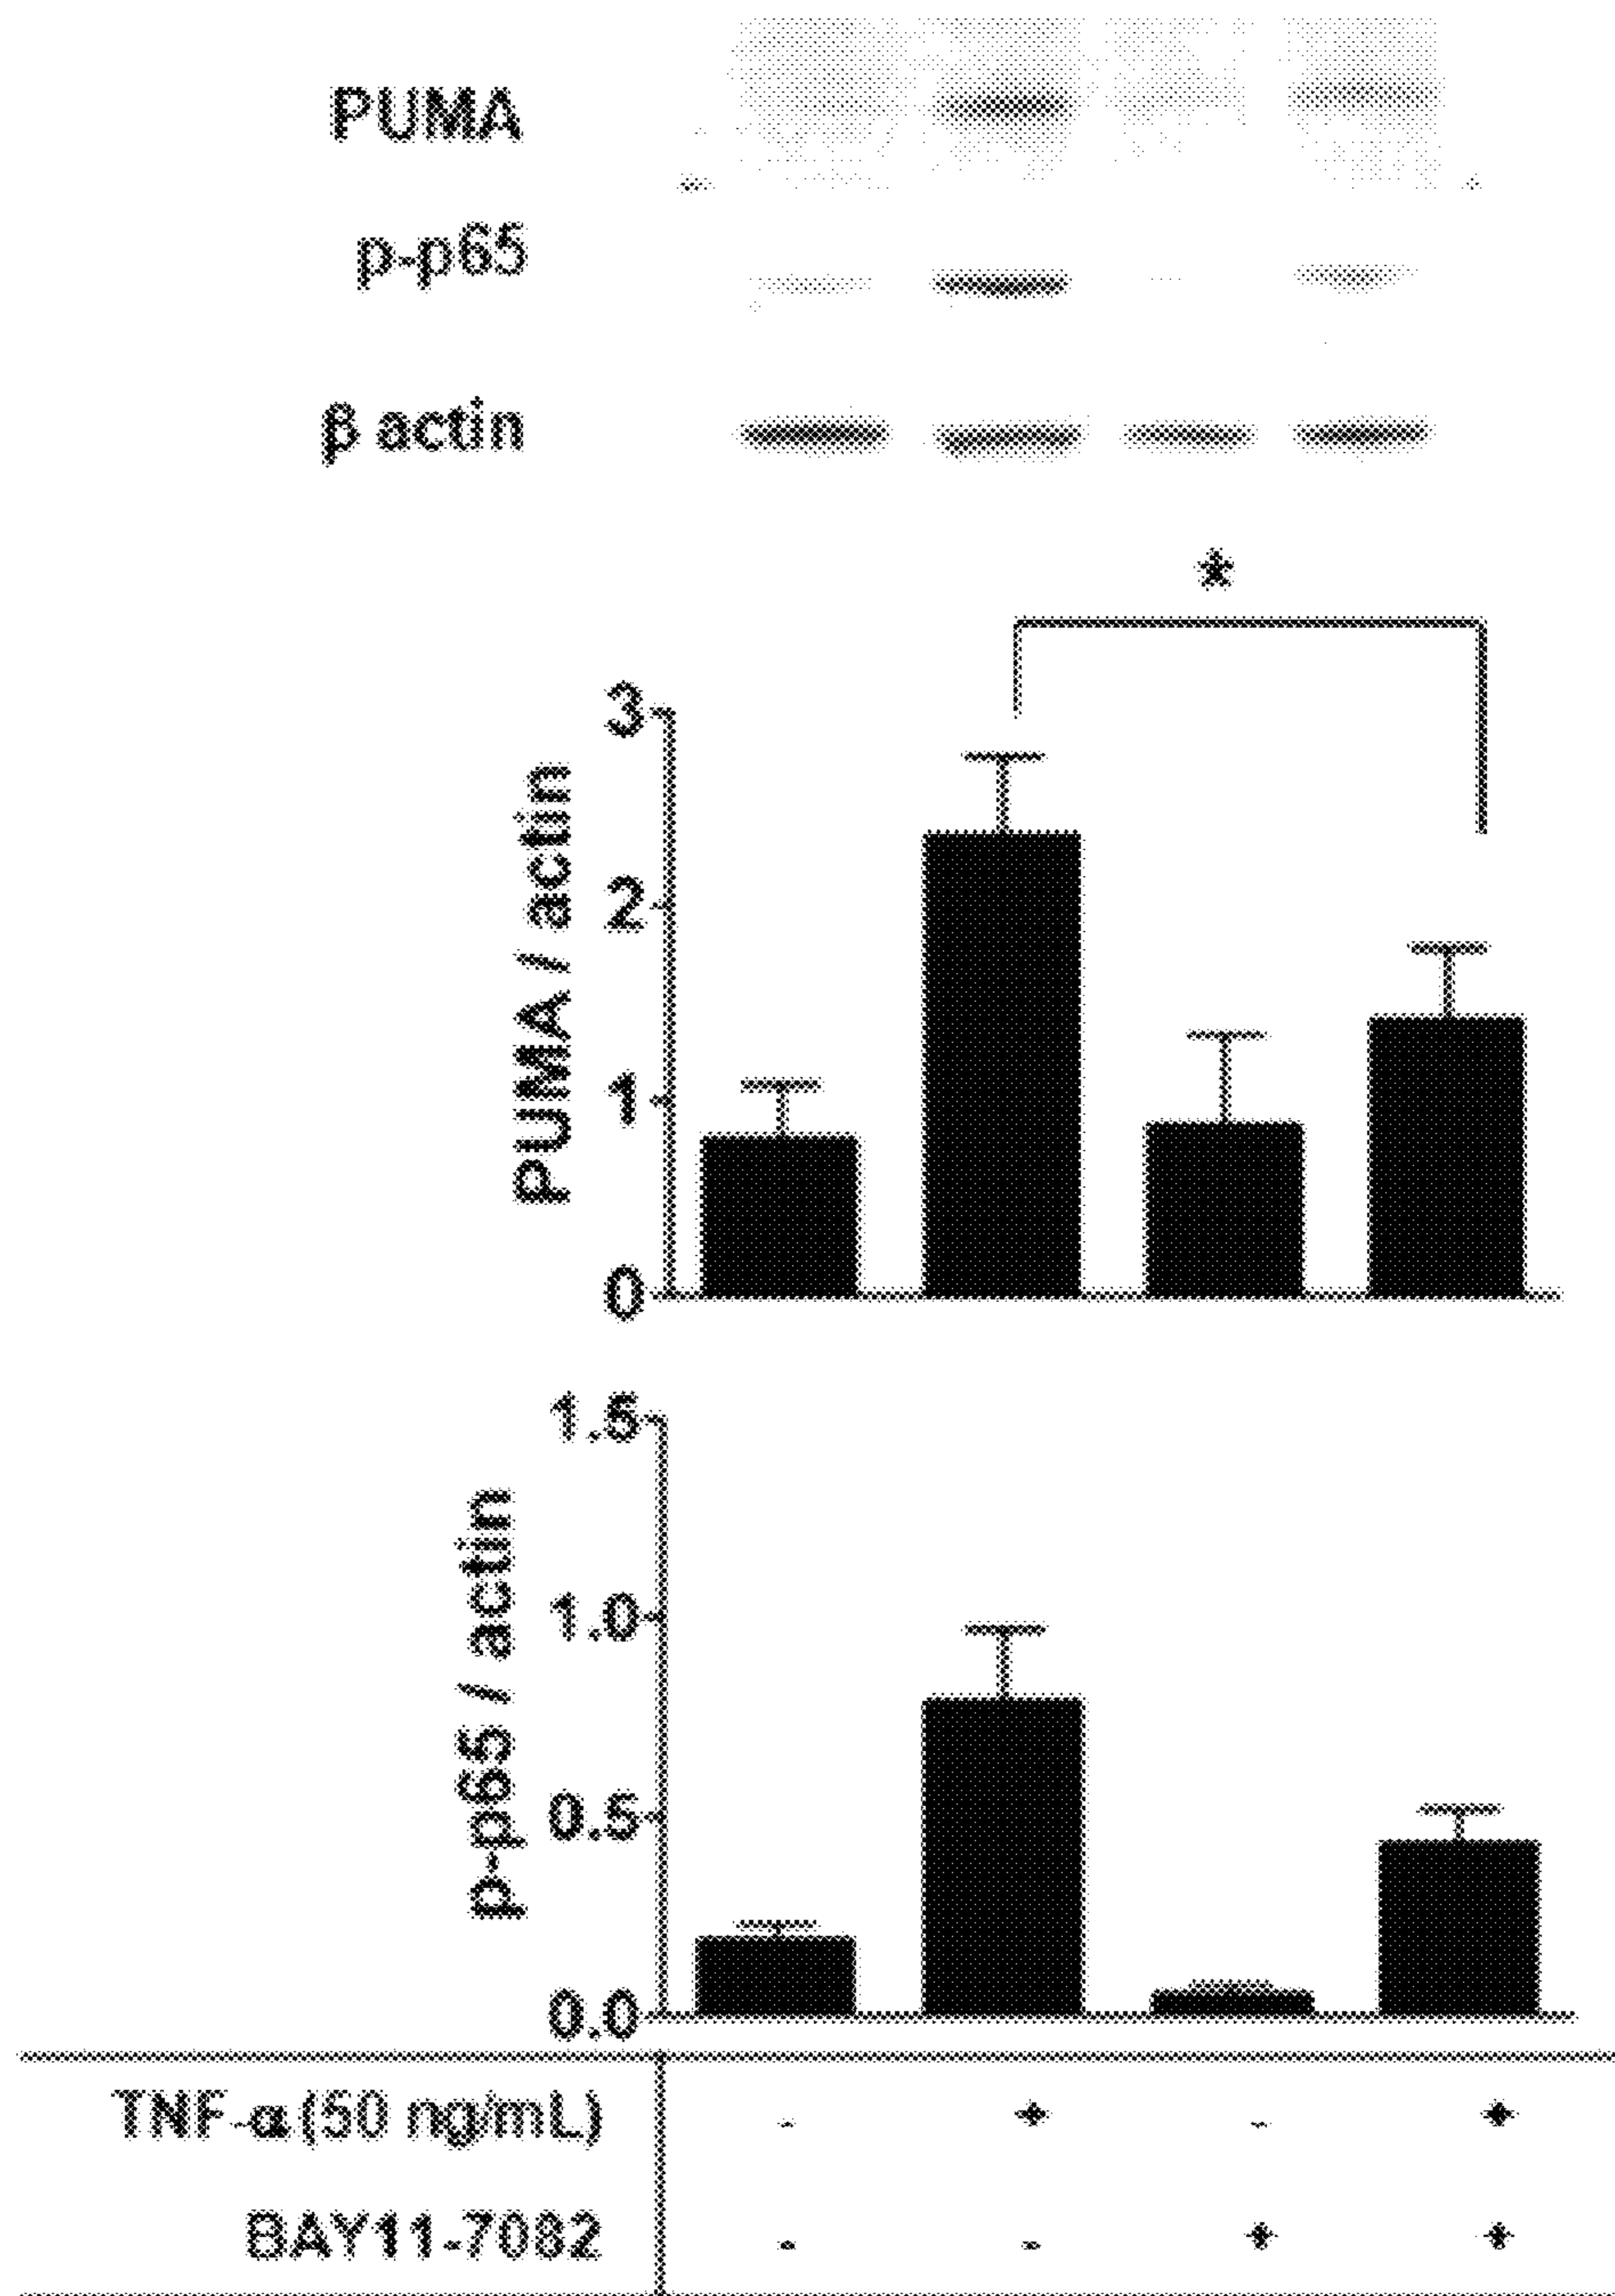 PUMA
p-p65
β actin
*
PUMA / actin
3
2
1
0
p-p65 / actin
1.5
1.0
0.5
0.0
TNF-α (50 ng/mL) - + - +
BAY11-7082 - - + +